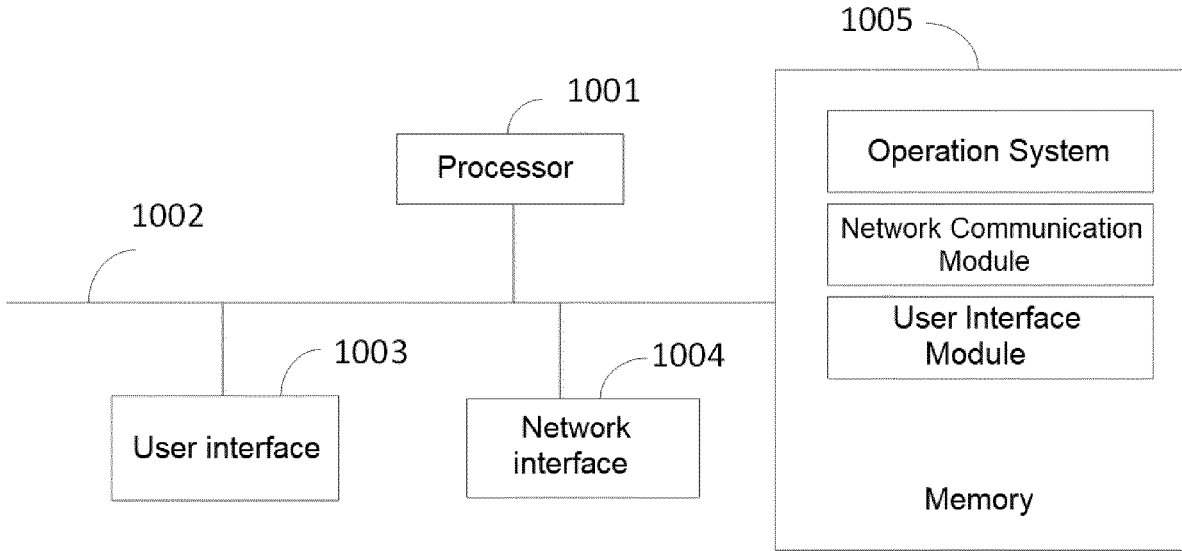 1005
1001
Processor
Operation System
1002
Network Communication
Module
User Interface
Module
1003
1004
User interface
Network
interface
Memory